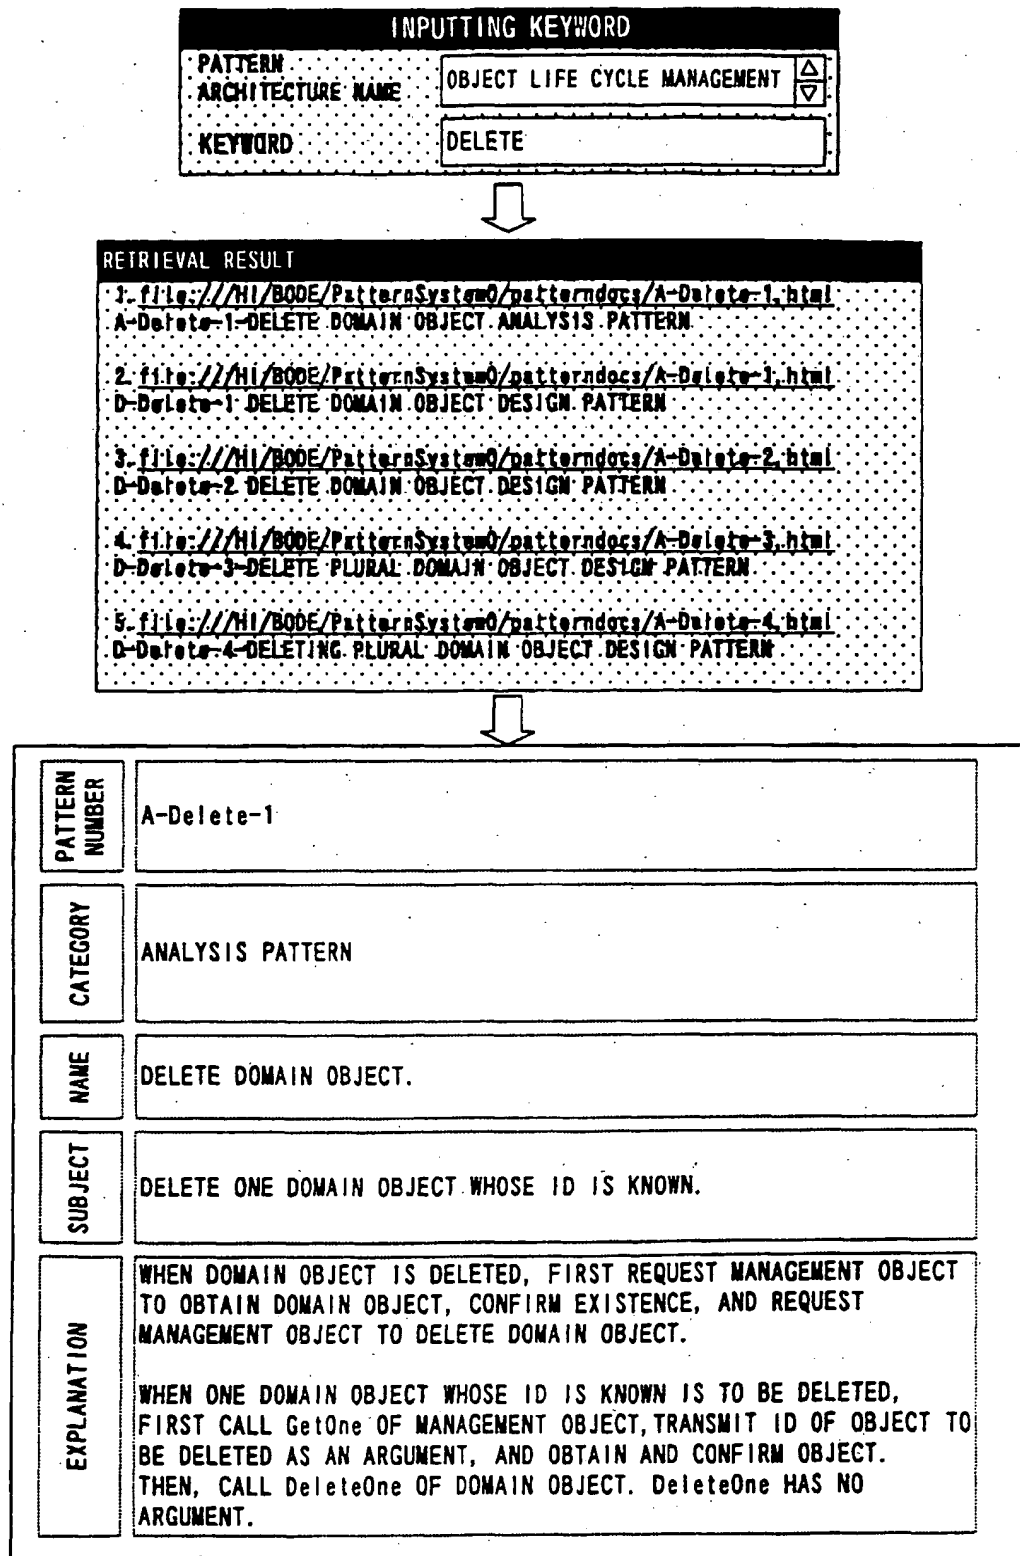 INPUTTING KEYWORD
PATTERN
ARCHITECTURE NAME
OBJECT LIFE CYCLE MANAGEMENT
KEYWORD
DELETE
RETRIEVAL RESULT
1. file:///HI/BODE/PatternSystem0/patterndocs/A-Delete-1.html
A-Delete-1-DELETE DOMAIN OBJECT ANALYSIS PATTERN
2. file:///HI/BODE/PatternSystem0/patterndocs/A-Delete-1.html
D-Delete-1 DELETE DOMAIN OBJECT DESIGN PATTERN
3. file:///HI/BODE/PatternSystem0/patterndocs/A-Delete-2.html
D-Delete-2 DELETE DOMAIN OBJECT DESIGN PATTERN
4. file:///HI/BODE/PatternSystem0/patterndocs/A-Delete-3.html
D-Delete-3-DELETE PLURAL DOMAIN OBJECT DESIGN PATTERN
5. file:///HI/BODE/PatternSystem0/patterndocs/A-Delete-4.html
D-Delete-4-DELETING PLURAL DOMAIN OBJECT DESIGN PATTERN
PATTERN
NUMBER
A-Delete-1
CATEGORY
ANALYSIS PATTERN
NAME
DELETE DOMAIN OBJECT.
SUBJECT
DELETE ONE DOMAIN OBJECT WHOSE ID IS KNOWN.
EXPLANATION
WHEN DOMAIN OBJECT IS DELETED, FIRST REQUEST MANAGEMENT OBJECT
TO OBTAIN DOMAIN OBJECT, CONFIRM EXISTENCE, AND REQUEST
MANAGEMENT OBJECT TO DELETE DOMAIN OBJECT.
WHEN ONE DOMAIN OBJECT WHOSE ID IS KNOWN IS TO BE DELETED,
FIRST CALL GetOne OF MANAGEMENT OBJECT, TRANSMIT ID OF OBJECT TO
BE DELETED AS AN ARGUMENT, AND OBTAIN AND CONFIRM OBJECT.
THEN, CALL DeleteOne OF DOMAIN OBJECT. DeleteOne HAS NO
ARGUMENT.